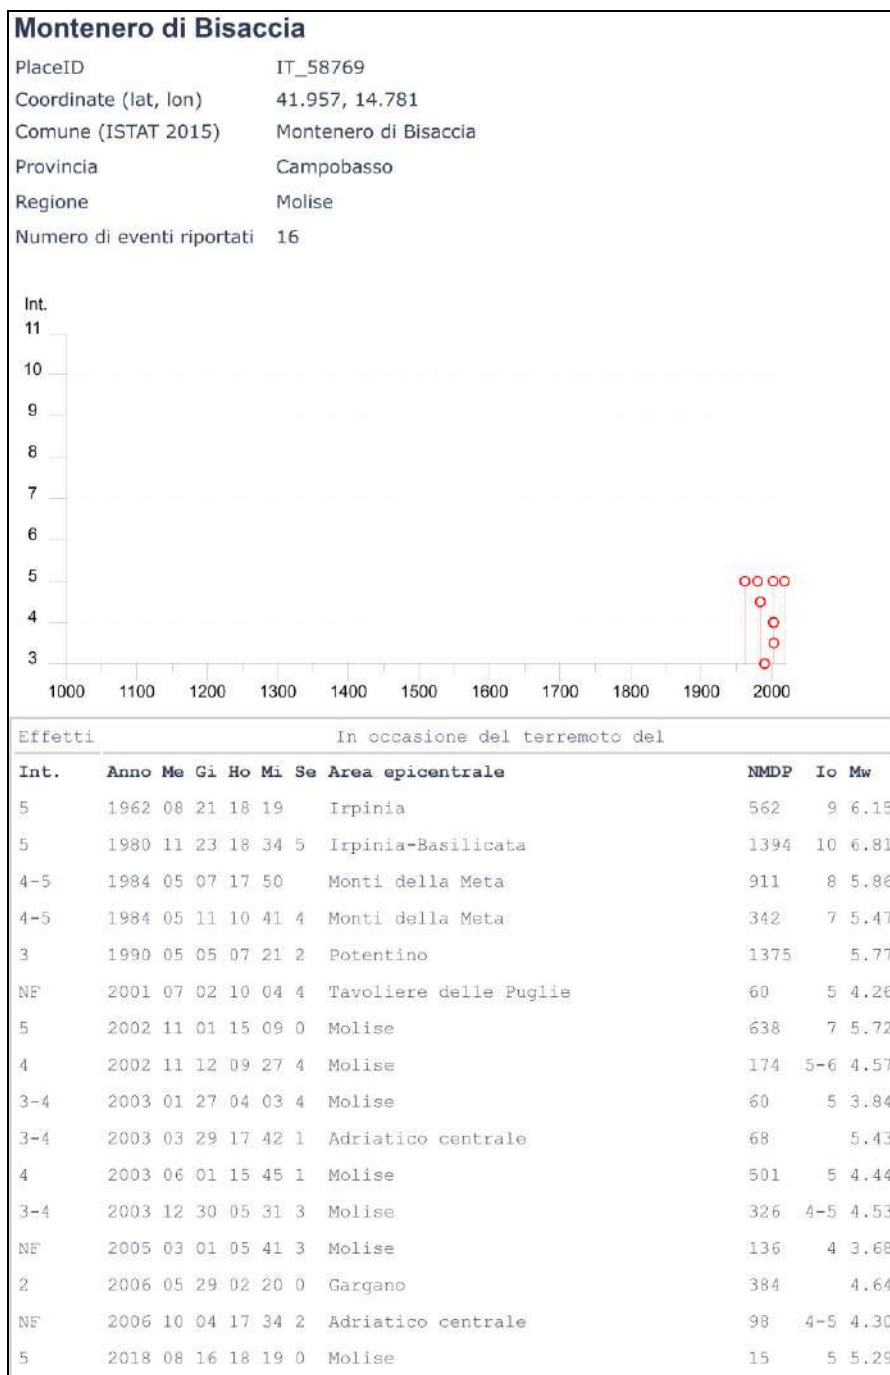 Montenero di Bisaccia
PlaceID IT_58769
Coordinate (lat, lon) 41.957, 14.781
Comune (ISTAT 2015) Montenero di Bisaccia
Provincia Campobasso
Regione Molise
Numero di eventi riportati 16
Int.
11
10
9
8
7
6
5
4
3
1000 1100 1200 1300 1400 1500 1600 1700 1800 1900 2000
Effetti In occasione del terremoto del
Int. Anno Me Gi Ho Mi Se Area epicentrale NMDP Io Mw
5 1962 08 21 18 19 Irpinia 562 9 6.15
5 1980 11 23 18 34 5 Irpinia-Basilicata 1394 10 6.81
4-5 1984 05 07 17 50 Monti della Meta 911 8 5.86
4-5 1984 05 11 10 41 4 Monti della Meta 342 7 5.47
3 1990 05 05 07 21 2 Potentino 1375 5.77
NF 2001 07 02 10 04 4 Tavoliere delle Puglie 60 5 4.26
5 2002 11 01 15 09 0 Molise 638 7 5.72
4 2002 11 12 09 27 4 Molise 174 5-6 4.57
3-4 2003 01 27 04 03 4 Molise 60 5 3.84
3-4 2003 03 29 17 42 1 Adriatico centrale 68 5.43
4 2003 06 01 15 45 1 Molise 501 5 4.44
3-4 2003 12 30 05 31 3 Molise 326 4-5 4.53
NF 2005 03 01 05 41 3 Molise 136 4 3.68
2 2006 05 29 02 20 0 Gargano 384 4.64
NF 2006 10 04 17 34 2 Adriatico centrale 98 4-5 4.30
5 2018 08 16 18 19 0 Molise 15 5 5.29